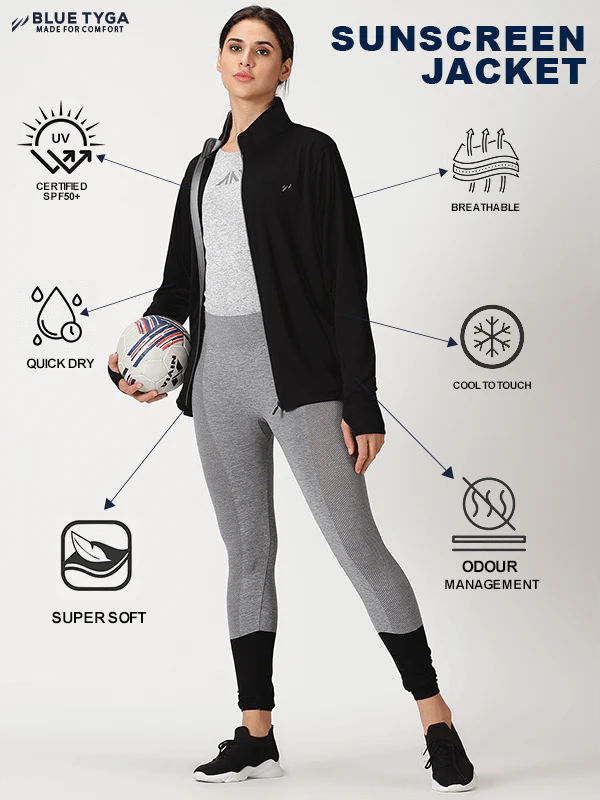 BLUE TYGA
MADE FOR COMFORT
SUNSCREEN
JACKET
UV
CERTIFIED
SPF50+
BREATHABLE
QUICK DRY
NIVIA
COOL TO TOUCH
ODOUR
MANAGEMENT
SUPER SOFT